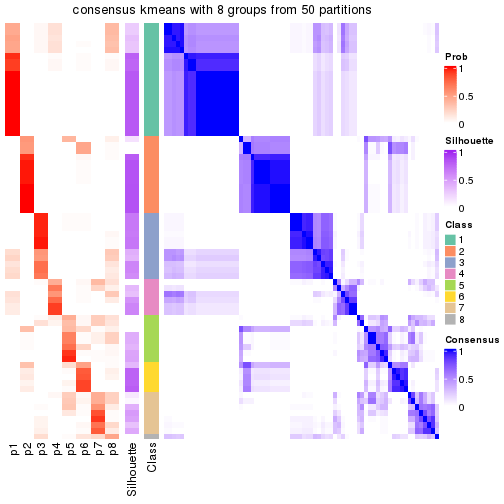 consensus kmeans with 8 groups from 50 partitions
Prob
1
0.5
0
Silhouette
1
0.5
0
Class
1
2
3
4
5
6
7
8
Consensus
1
0.5
0
p1
p2
p3
p4
p5
p6
p7
p8
Silhouette
Class